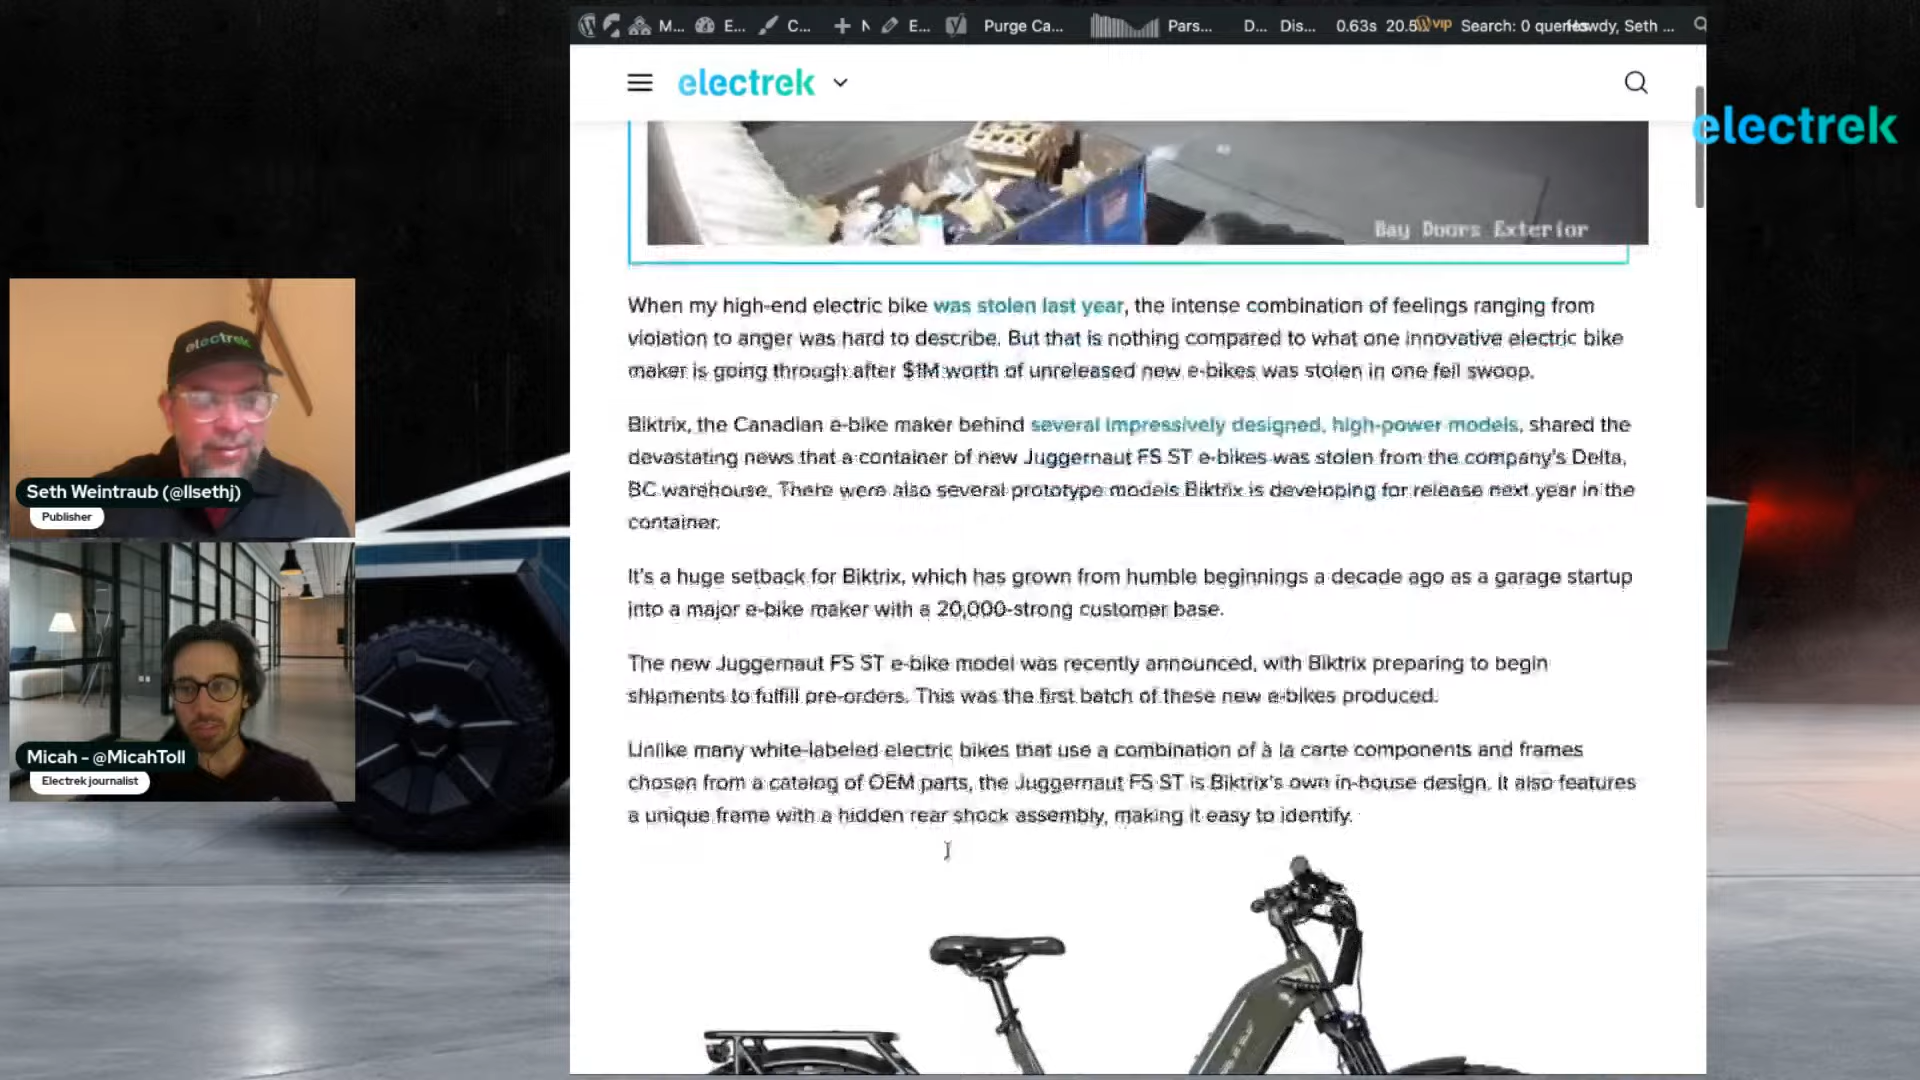 M... E... C... N E... Purge Ca... Pars... D... Dis... 0.63s 20.5 vip Search: 0 queries Howdy, Seth ...
electrek
electrek
Bay Doors Exterior
When my high-end electric bike was stolen last year, the intense combination of feelings ranging from
violation to anger was hard to describe. But that is nothing compared to what one innovative electric bike
maker is going through after $1M worth of unreleased new e-bikes was stolen in one fell swoop.
Biktrix, the Canadian e-bike maker behind several impressively designed, high-power models, shared the
devastating news that a container of new Juggernaut FS ST e-bikes was stolen from the company's Delta,
BC warehouse. There were also several prototype models Biktrix is developing for release next year in the
container.
It's a huge setback for Biktrix, which has grown from humble beginnings a decade ago as a garage startup
into a major e-bike maker with a 20,000-strong customer base.
The new Juggernaut FS ST e-bike model was recently announced, with Biktrix preparing to begin
shipments to fulfill pre-orders. This was the first batch of these new e-bikes produced.
Unlike many white-labeled electric bikes that use a combination of à la carte components and frames
chosen from a catalog of OEM parts, the Juggernaut FS ST is Biktrix's own in-house design. It also features
a unique frame with a hidden rear shock assembly, making it easy to identify.
electrek
Seth Weintraub (@llsethj)
Publisher
Micah - @MicahToll
Electrek journalist